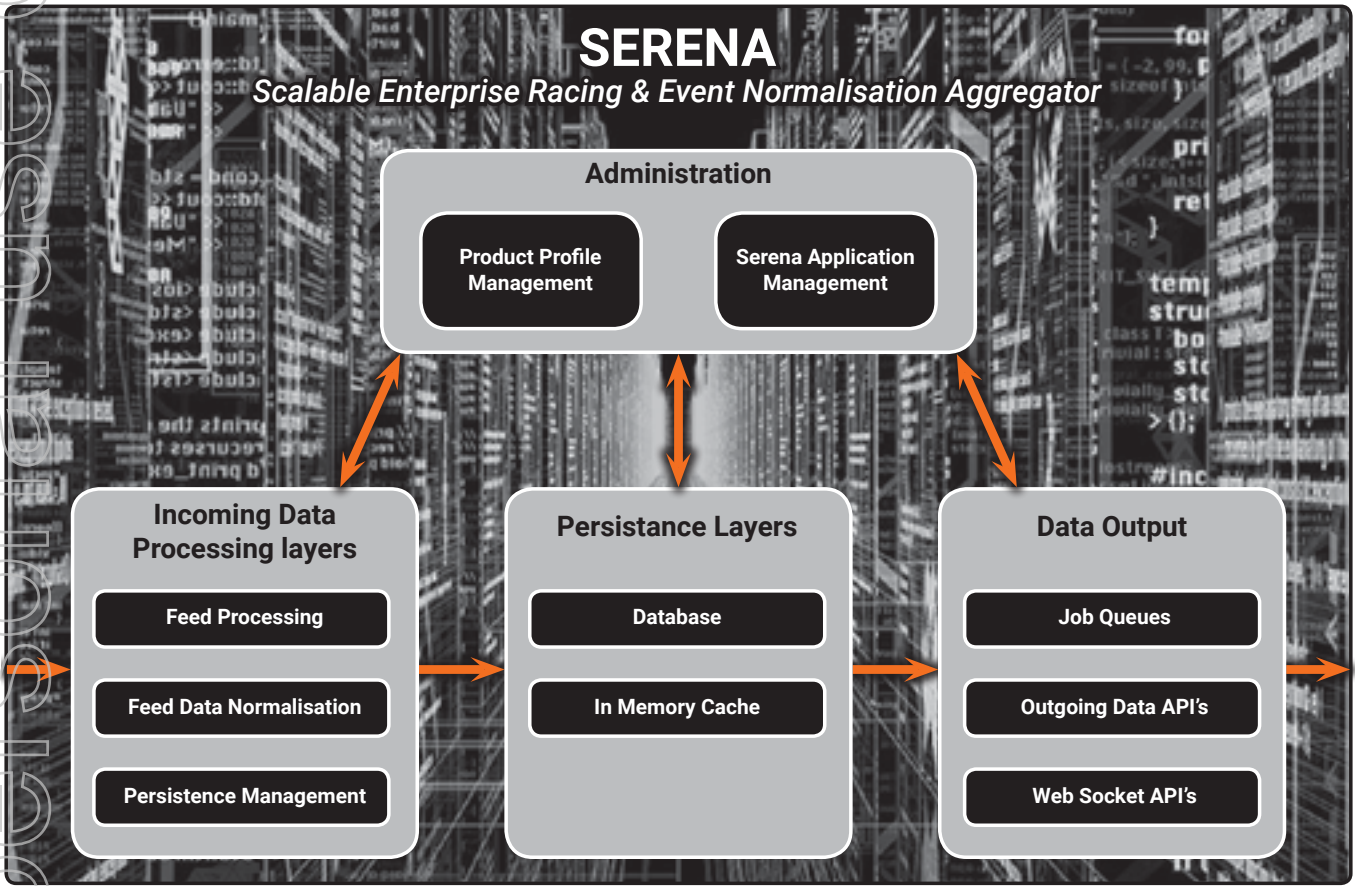 SERENA
Scalable Enterprise Racing & Event Normalisation Aggregator
Administration
Product Profile
Management
Serena Application
Management
Incoming Data
Processing layers
Feed Processing
Feed Data Normalisation
Persistence Management
Persistance Layers
Database
In Memory Cache
Data Output
Job Queues
Outgoing Data API's
Web Socket API's